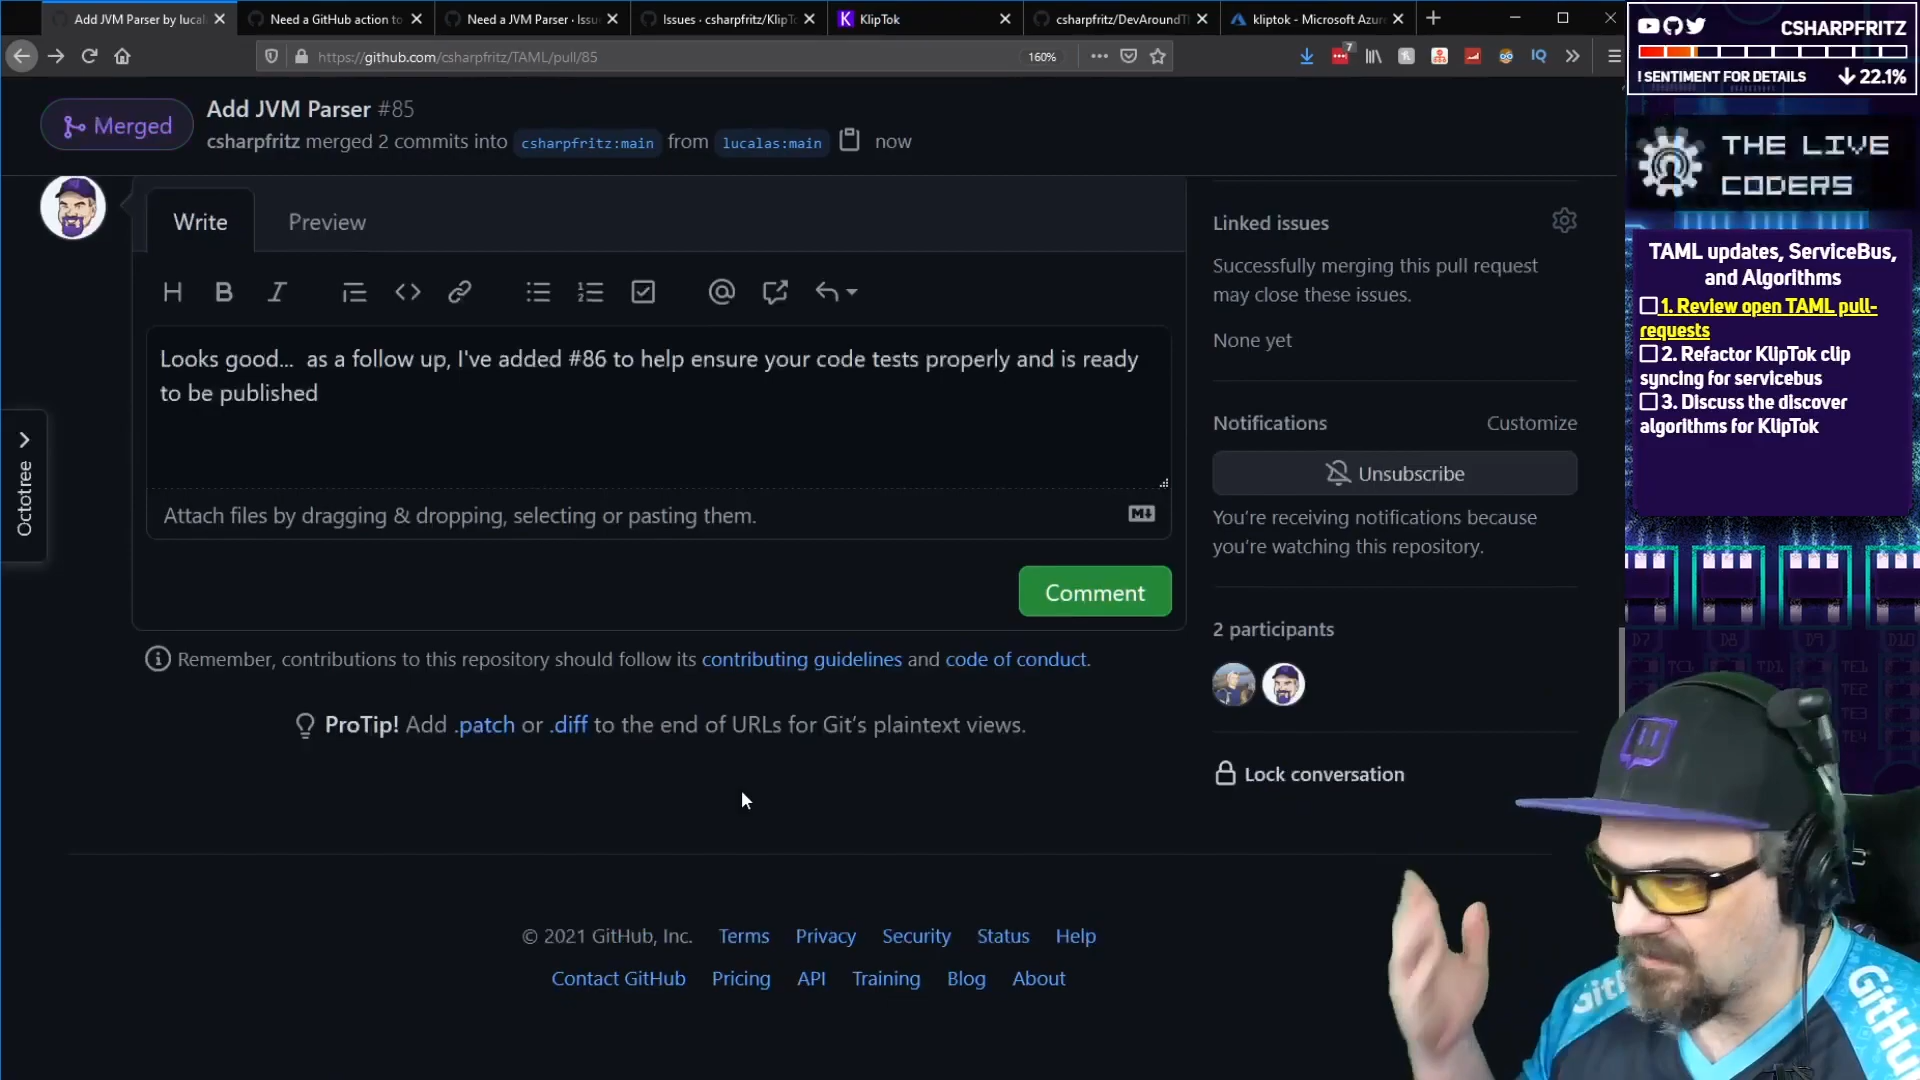 Add JVM Parser by lucal
Need a GitHub action to
Need a JVM Parser · Issu
Issues · csharpfritz/KlipT
KlipTok
csharpfritz/DevAroundT
kliptok - Microsoft Azur
https://github.com/csharpfritz/TAML/pull/85
160%
7
IQ
Merged
Add JVM Parser #85
csharpfritz merged 2 commits into csharpfritz:main from lucalas:main now
Write
Preview
Looks good... as a follow up, I've added #86 to help ensure your code tests properly and is ready
to be published
Attach files by dragging & dropping, selecting or pasting them.
Comment
Octotree
Remember, contributions to this repository should follow its contributing guidelines and code of conduct.
ProTip! Add .patch or .diff to the end of URLs for Git's plaintext views.
Linked issues
Successfully merging this pull request
may close these issues.
None yet
Notifications
Customize
Unsubscribe
You're receiving notifications because
you're watching this repository.
2 participants
Lock conversation
© 2021 GitHub, Inc. Terms Privacy Security Status Help
Contact GitHub Pricing API Training Blog About
CSHARPFRITZ
! SENTIMENT FOR DETAILS
22.1%
THE LIVE
CODERS
TAML updates, ServiceBus,
and Algorithms
1. Review open TAML pull-
requests
2. Refactor KlipTok clip
syncing for servicebus
3. Discuss the discover
algorithms for KlipTok
D7 D8 D9 D10
GitHu